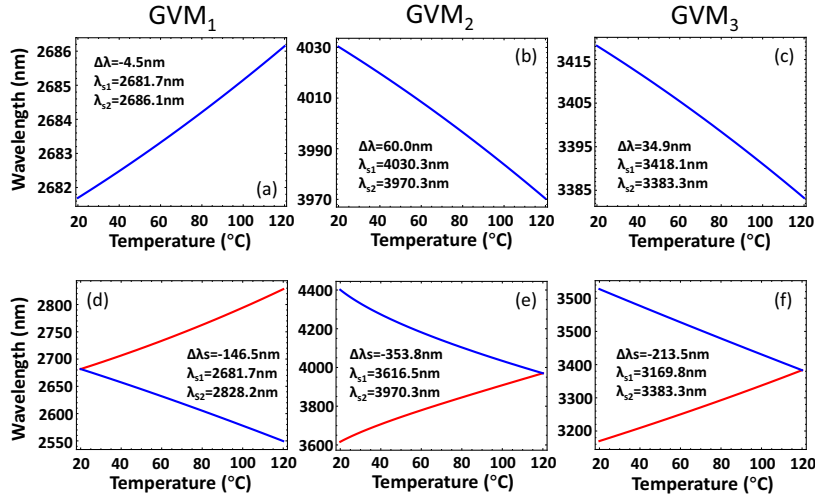 GVM₁ GVM₂ GVM₃
Wavelength (nm)
2686
2685
2684
2683
2682
Δλ=-4.5nm
λs1=2681.7nm
λs2=2686.1nm
(a)
20 40 60 80 100 120
Temperature (°C)
4030
4010
3990
3970
(b)
Δλ=60.0nm
λs1=4030.3nm
λs2=3970.3nm
20 40 60 80 100 120
Temperature (°C)
3415
3405
3395
3385
(c)
Δλ=34.9nm
λs1=3418.1nm
λs2=3383.3nm
20 40 60 80 100 120
Temperature (°C)
Wavelength (nm)
2800
2750
2700
2650
2600
2550
(d)
Δλs=-146.5nm
λs1=2681.7nm
λS2=2828.2nm
20 40 60 80 100 120
Temperature (°C)
4400
4200
4000
3800
3600
(e)
Δλs=-353.8nm
λs1=3616.5nm
λs2=3970.3nm
20 40 60 80 100 120
Temperature (°C)
3500
3400
3300
3200
(f)
Δλs=-213.5nm
λs1=3169.8nm
λs2=3383.3nm
20 40 60 80 100 120
Temperature (°C)